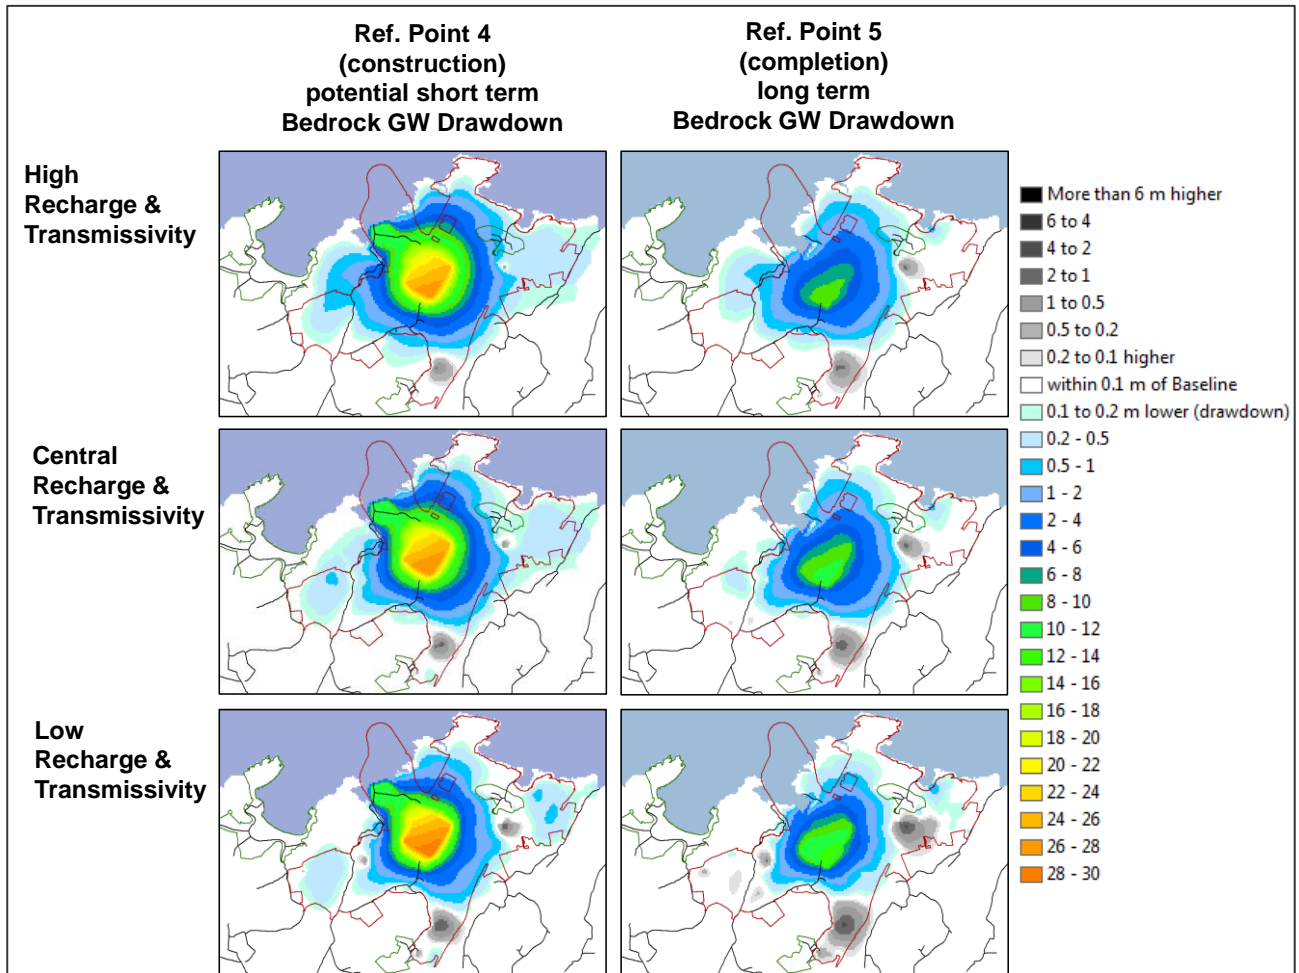 Ref. Point 4
(construction)
potential short term
Bedrock GW Drawdown
Ref. Point 5
(completion)
long term
Bedrock GW Drawdown
High
Recharge &
Transmissivity
Central
Recharge &
Transmissivity
Low
Recharge &
Transmissivity
More than 6 m higher
6 to 4
4 to 2
2 to 1
1 to 0.5
0.5 to 0.2
0.2 to 0.1 higher
within 0.1 m of Baseline
0.1 to 0.2 m lower (drawdown)
0.2 - 0.5
0.5 - 1
1 - 2
2 - 4
4 - 6
6 - 8
8 - 10
10 - 12
12 - 14
14 - 16
16 - 18
18 - 20
20 - 22
22 - 24
24 - 26
26 - 28
28 - 30